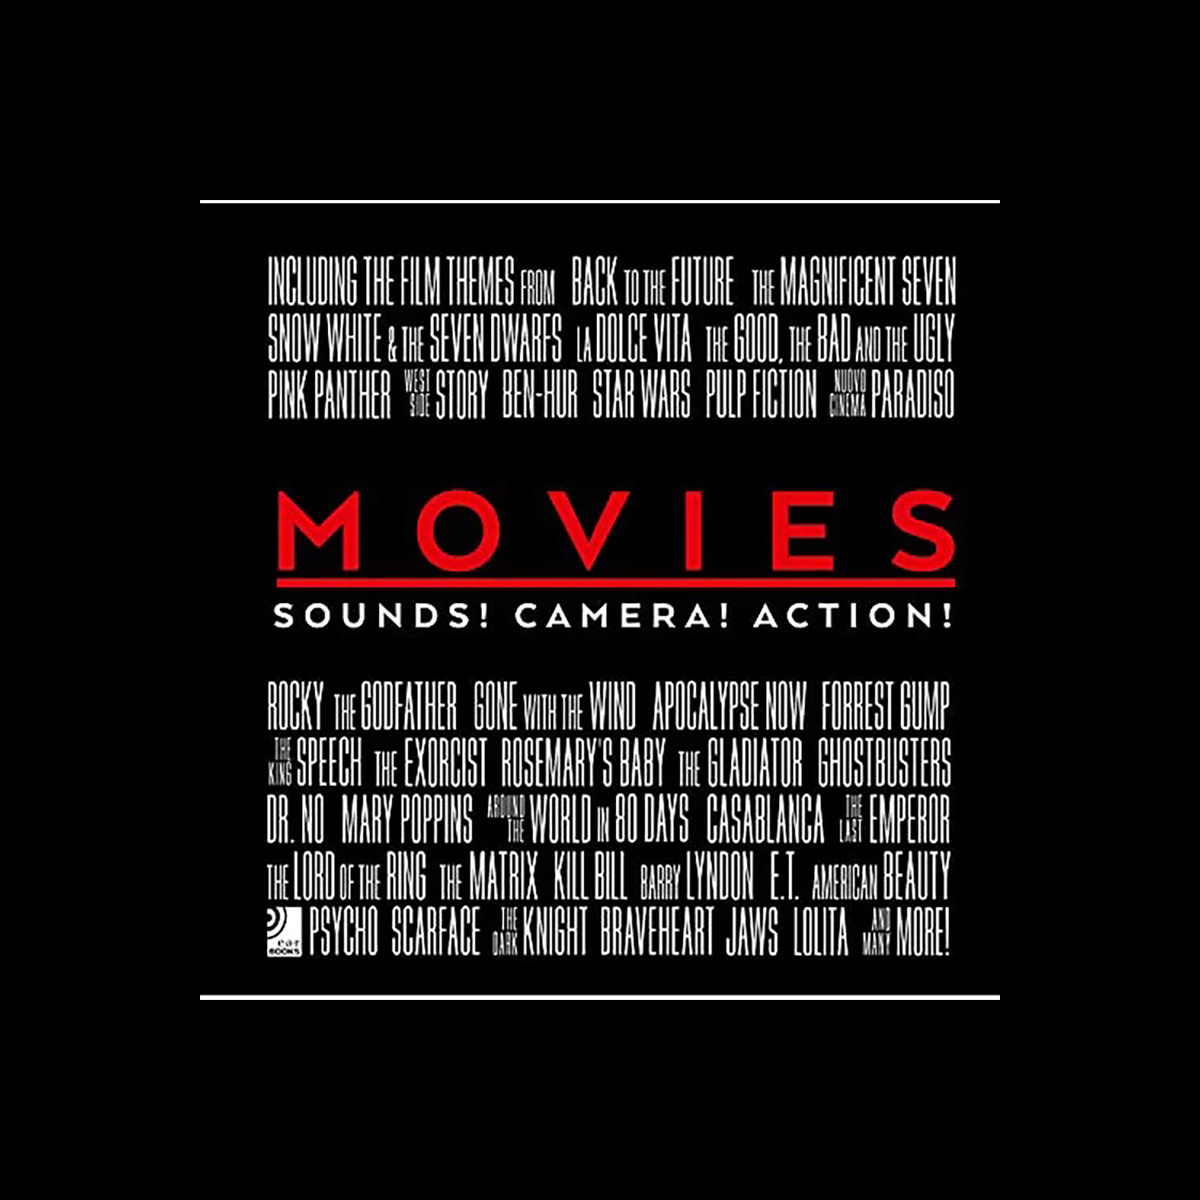 INCLUDING THE FILM THEMES FROM BACK TO THE FUTURE THE MAGNIFICENT SEVEN
SNOW WHITE & THE SEVEN DWARFS LA DOLCE VITA THE GOOD, THE BAD AND THE UGLY
PINK PANTHER WEST SIDE STORY BEN-HUR STAR WARS PULP FICTION NUOVO CINEMA PARADISO
MOVIES
SOUNDS! CAMERA! ACTION!
ROCKY THE GODFATHER GONE WITH THE WIND APOCALYPSE NOW FORREST GUMP
THE KING SPEECH THE EXORCIST ROSEMARY'S BABY THE GLADIATOR GHOSTBUSTERS
DR. NO MARY POPPINS AROUND THE WORLD IN 80 DAYS CASABLANCA THE LAST EMPEROR
THE LORD OF THE RING THE MATRIX KILL BILL BARRY LYNDON E.T. AMERICAN BEAUTY
ear BOOKS PSYCHO SCARFACE THE DARK KNIGHT BRAVEHEART JAWS LOLITA AND MANY MORE!